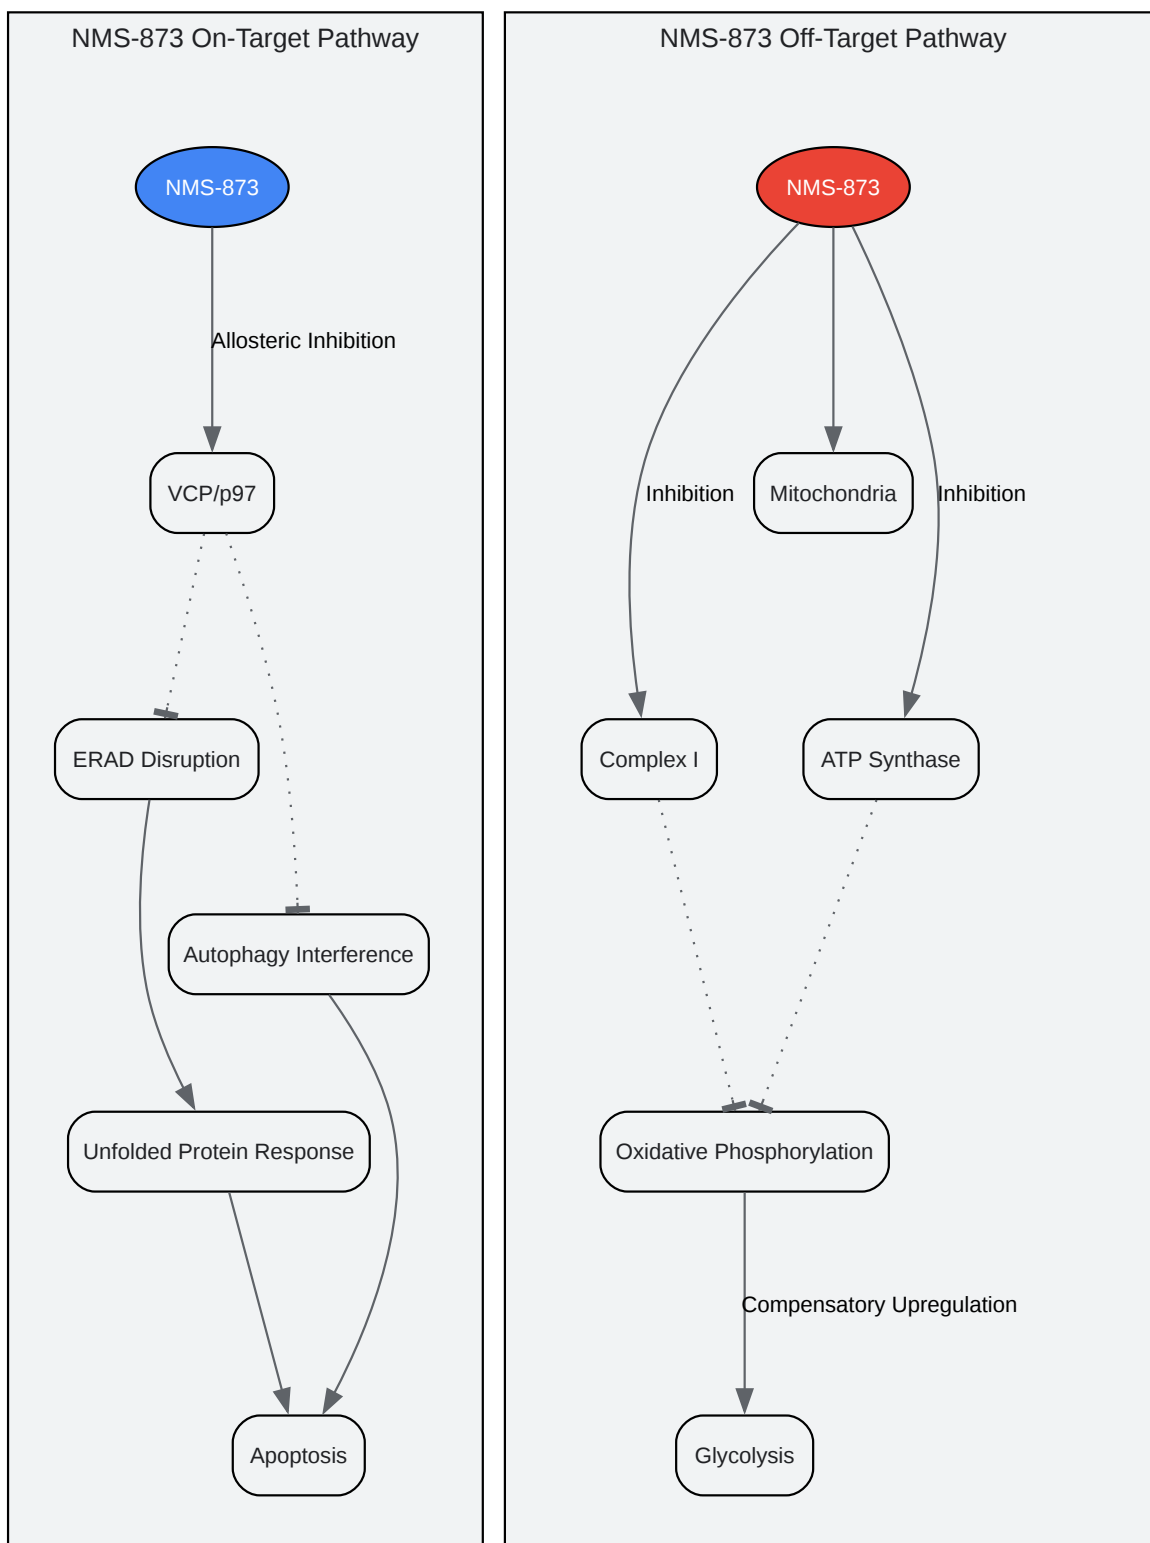 NMS-873 On-Target Pathway
NMS-873
Allosteric Inhibition
VCP/p97
ERAD Disruption
Autophagy Interference
Unfolded Protein Response
Apoptosis
NMS-873 Off-Target Pathway
NMS-873
Inhibition
Mitochondria
Inhibition
Complex I
ATP Synthase
Oxidative Phosphorylation
Compensatory Upregulation
Glycolysis